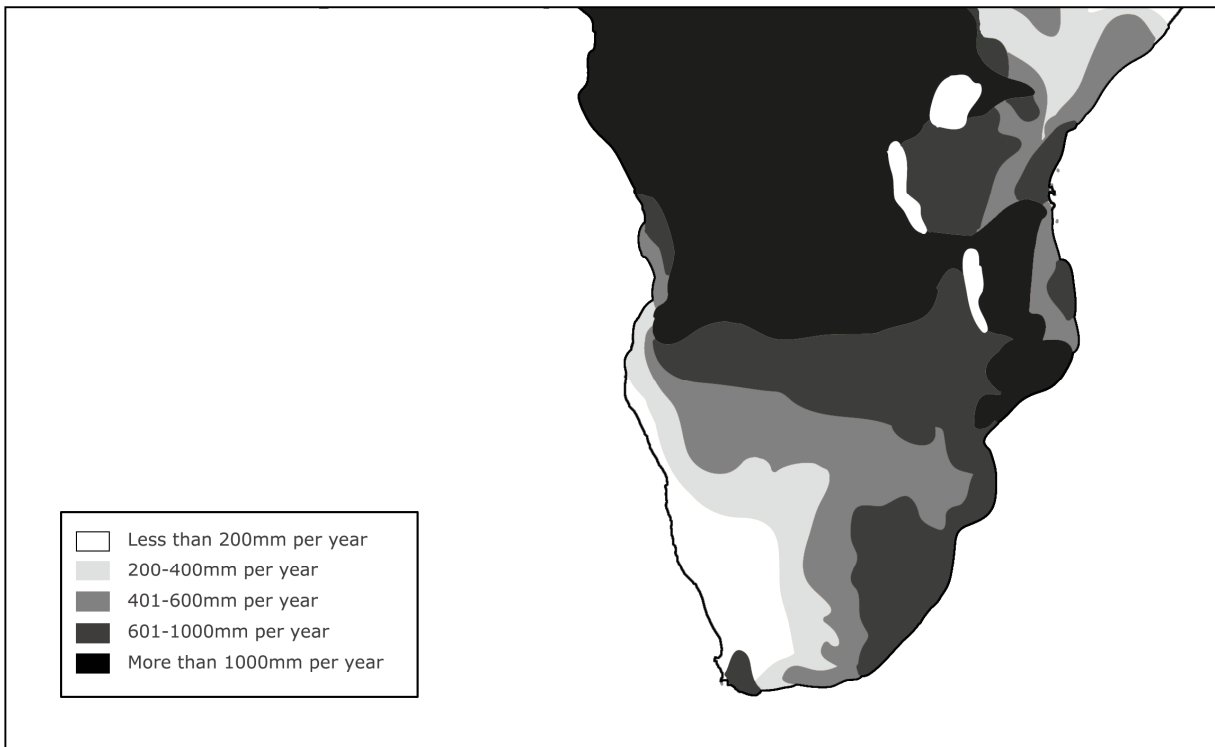 Less than 200mm per year
200-400mm per year
401-600mm per year
601-1000mm per year
More than 1000mm per year